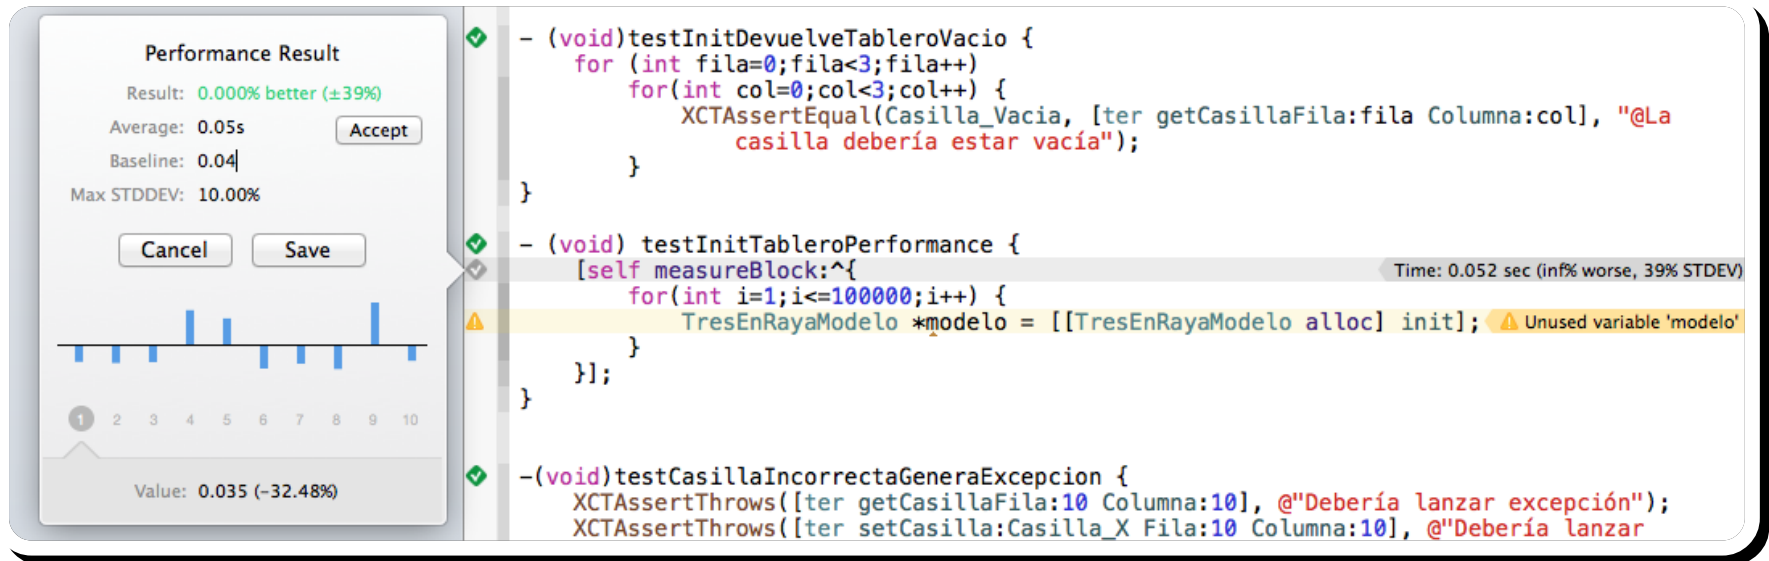 Performance Result
Result: 0.000% better (±39%)
Average: 0.05s
Accept
Baseline: 0.04
Max STDDEV: 10.00%
Cancel
Save
1 2 3 4 5 6 7 8 9 10
Value: 0.035 (-32.48%)
- (void)testInitDevuelveTableroVacio {
for (int fila=0;fila<3;fila++)
for(int col=0;col<3;col++) {
XCTAssertEqual(Casilla_Vacia, [ter getCasillaFila:fila Columna:col], "@La
casilla debería estar vacía");
}
}
- (void) testInitTableroPerformance {
[self measureBlock:^{
Time: 0.052 sec (inf% worse, 39% STDEV)
for(int i=1;i<=100000;i++) {
TresEnRayaModelo *modelo = [[TresEnRayaModelo alloc] init];
Unused variable 'modelo'
}
}];
}
-(void)testCasillaIncorrectaGeneraExcepcion {
XCTAssertThrows([ter getCasillaFila:10 Columna:10], @"Debería lanzar excepción");
XCTAssertThrows([ter setCasilla:Casilla_X Fila:10 Columna:10], @"Debería lanzar